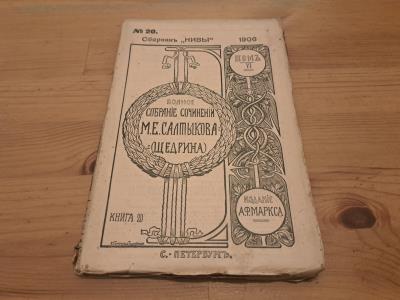 № 20.
Сборникъ „НИВЫ"
1906
ТОМЪ
VI
ПОЛНОЕ
СОБРАНІЕ СОЧИНЕНІЙ
М.Е.САЛТЫКОВА
(ЩЕДРИНА)
ИЗДАНІЕ
А.Ф.МАРКСА
КНИГА 20
С.-ПЕТЕРБУРГЪ.